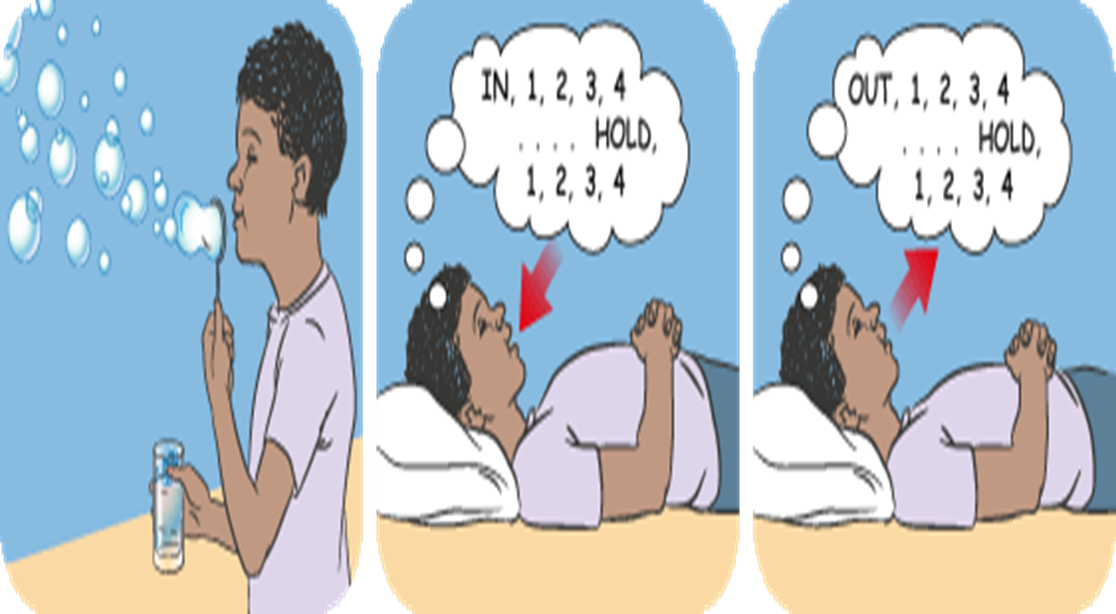 IN, 1, 2, 3, 4
. . . . HOLD,
1, 2, 3, 4
OUT, 1, 2, 3, 4
. . . . HOLD,
1, 2, 3, 4